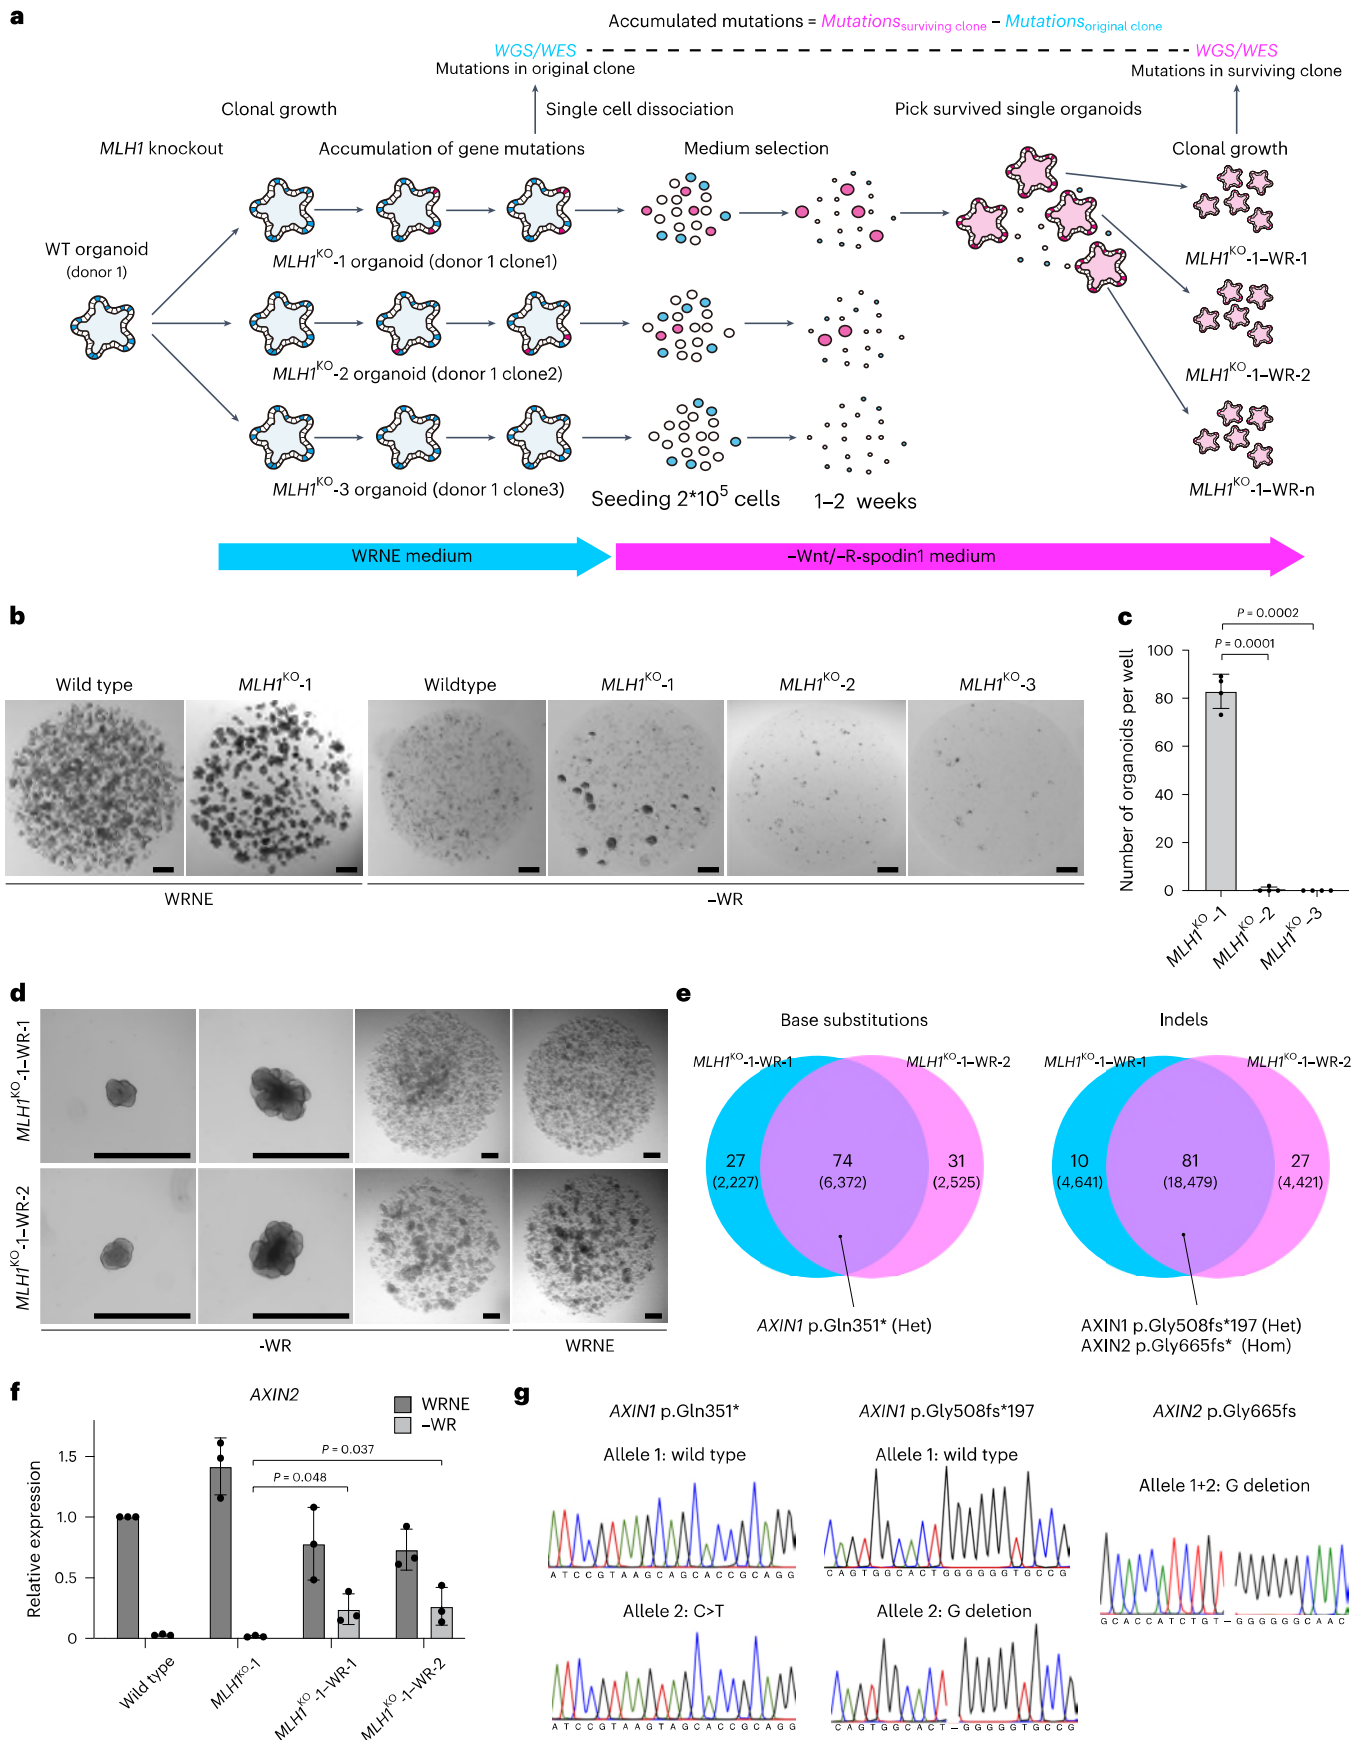 a
Accumulated mutations = Mutations surviving clone – Mutations original clone
WGS/WES
WGS/WES
Mutations in original clone
Mutations in surviving clone
Clonal growth
Single cell dissociation
Pick survived single organoids
MLH1 knockout
Accumulation of gene mutations
Medium selection
Clonal growth
WT organoid
(donor 1)
MLH1KO-1 organoid (donor 1 clone1)
MLH1KO-1–WR-1
MLH1KO-2 organoid (donor 1 clone2)
MLH1KO-1–WR-2
MLH1KO-3 organoid (donor 1 clone3)
MLH1KO-1–WR-n
Seeding 2*10⁵ cells
1–2 weeks
WRNE medium
–Wnt/–R-spodin1 medium
b
Wild type
MLH1KO-1
Wildtype
MLH1KO-1
MLH1KO-2
MLH1KO-3
WRNE
–WR
c
P = 0.0002
P = 0.0001
Number of organoids per well
100
80
60
40
20
0
MLH1KO-1
MLH1KO-2
MLH1KO-3
d
MLH1KO-1–WR-1
MLH1KO-1–WR-2
-WR
WRNE
e
Base substitutions
Indels
MLH1KO-1–WR-1
MLH1KO-1–WR-2
MLH1KO-1–WR-1
MLH1KO-1–WR-2
27
(2,227)
74
(6,372)
31
(2,525)
10
(4,641)
81
(18,479)
27
(4,421)
AXIN1 p.Gln351* (Het)
AXIN1 p.Gly508fs*197 (Het)
AXIN2 p.Gly665fs* (Hom)
f
AXIN2
WRNE
–WR
P = 0.037
P = 0.048
Relative expression
1.5
1.0
0.5
0
Wild type
MLH1KO-1
MLH1KO-1–WR-1
MLH1KO-1–WR-2
g
AXIN1 p.Gln351*
AXIN1 p.Gly508fs*197
AXIN2 p.Gly665fs
Allele 1: wild type
Allele 1: wild type
Allele 1+2: G deletion
ATCCGTAAGCAGCACCGCAGG
CAGTGGCACTGGGGGGTGCCG
Allele 2: C>T
Allele 2: G deletion
GCACCATCTGT–GGGGGGCAAC
ATCCGTAAGTAGCACCGCAGG
CAGTGGCACT–GGGGGTGCCG